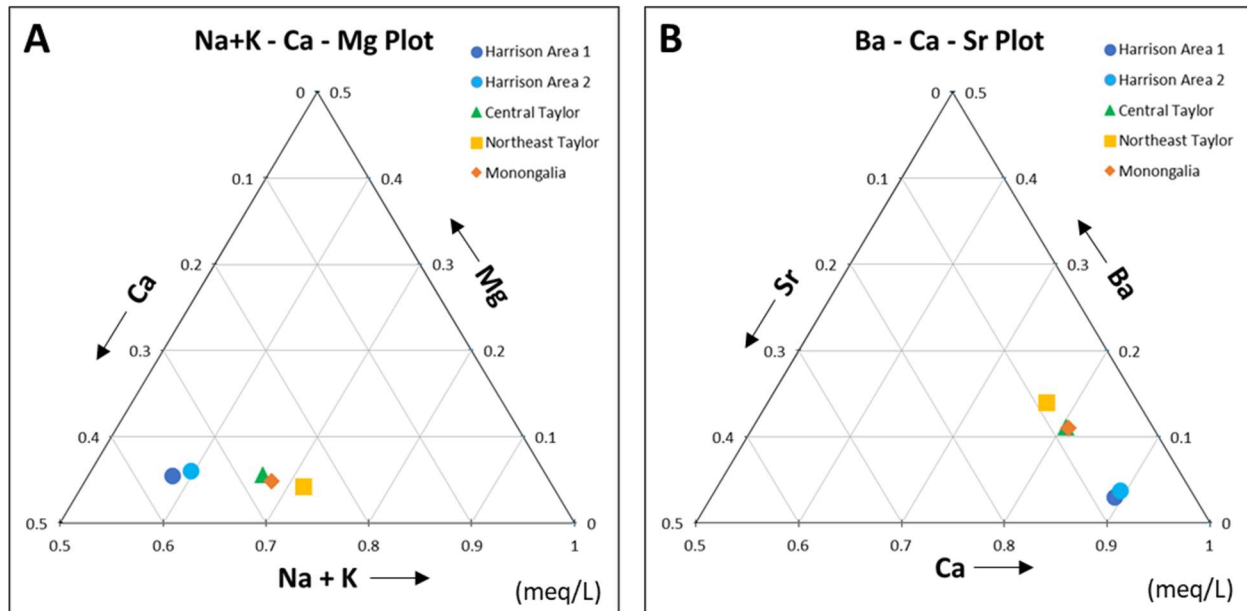 A
Na+K - Ca - Mg Plot
Harrison Area 1
Harrison Area 2
Central Taylor
Northeast Taylor
Monongalia
0 0.5
0.1 0.4
0.2 0.3
Ca
Mg
0.3 0.2
0.4 0.1
0.5 0
0.5 0.6 0.7 0.8 0.9 1
Na + K
(meq/L)
B
Ba - Ca - Sr Plot
Harrison Area 1
Harrison Area 2
Central Taylor
Northeast Taylor
Monongalia
0 0.5
0.1 0.4
0.2 0.3
Sr
Ba
0.3 0.2
0.4 0.1
0.5 0
0.5 0.6 0.7 0.8 0.9 1
Ca
(meq/L)